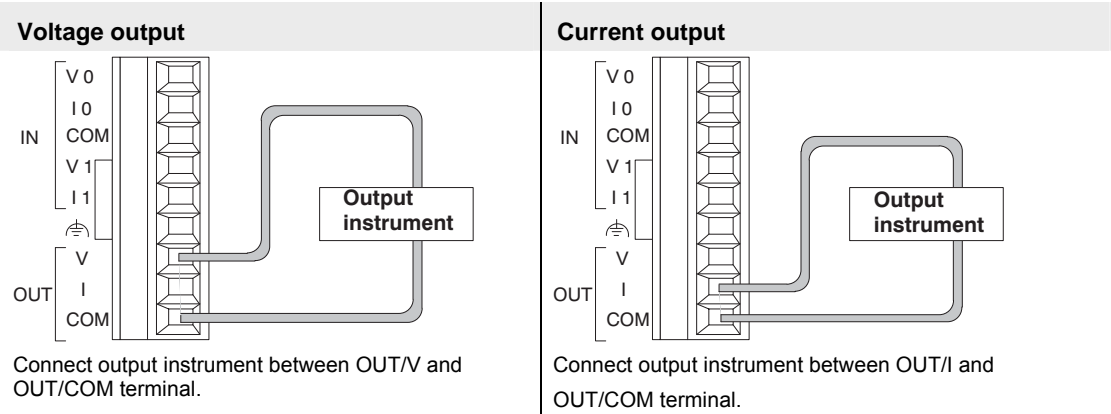 Voltage output
V 0
I 0
IN
COM
V 1
I 1
V
OUT
I
COM
Output
instrument
Connect output instrument between OUT/V and
OUT/COM terminal.
Current output
V 0
I 0
IN
COM
V 1
I 1
V
OUT
I
COM
Output
instrument
Connect output instrument between OUT/I and
OUT/COM terminal.